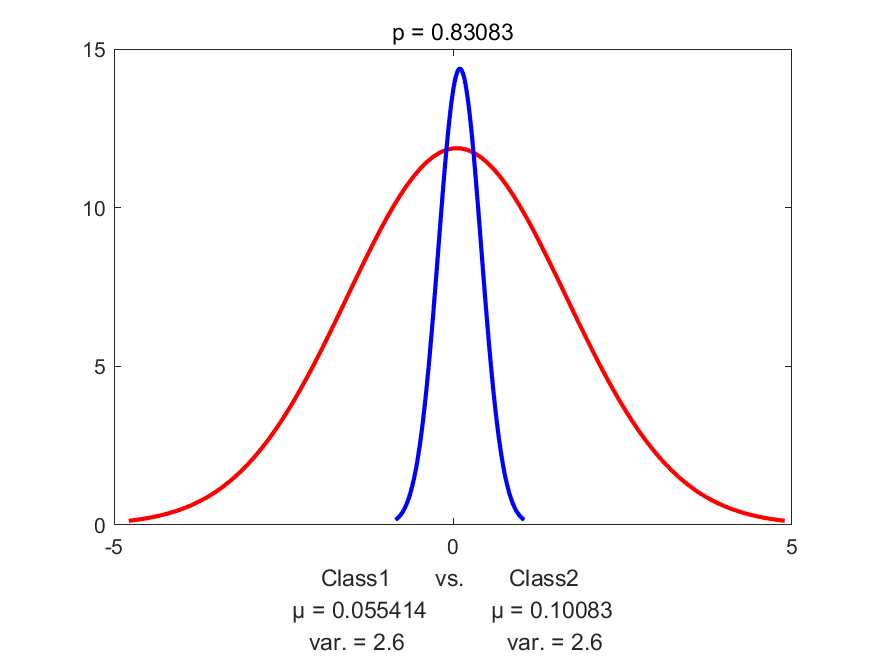 p = 0.83083
15
10
5
0
-5 0 5
Class1 vs. Class2
μ = 0.055414 μ = 0.10083
var. = 2.6 var. = 2.6